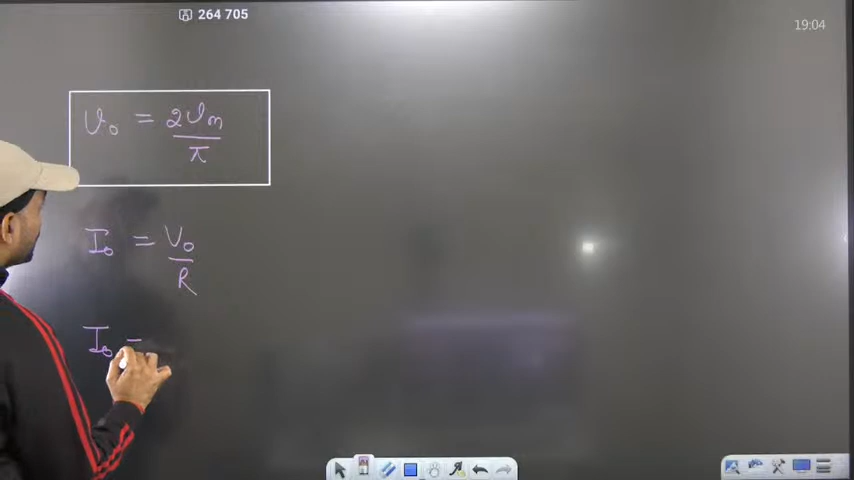 264 705
19:04
V₀ = 2Vm/π
I₀ = V₀/R
I₀ =